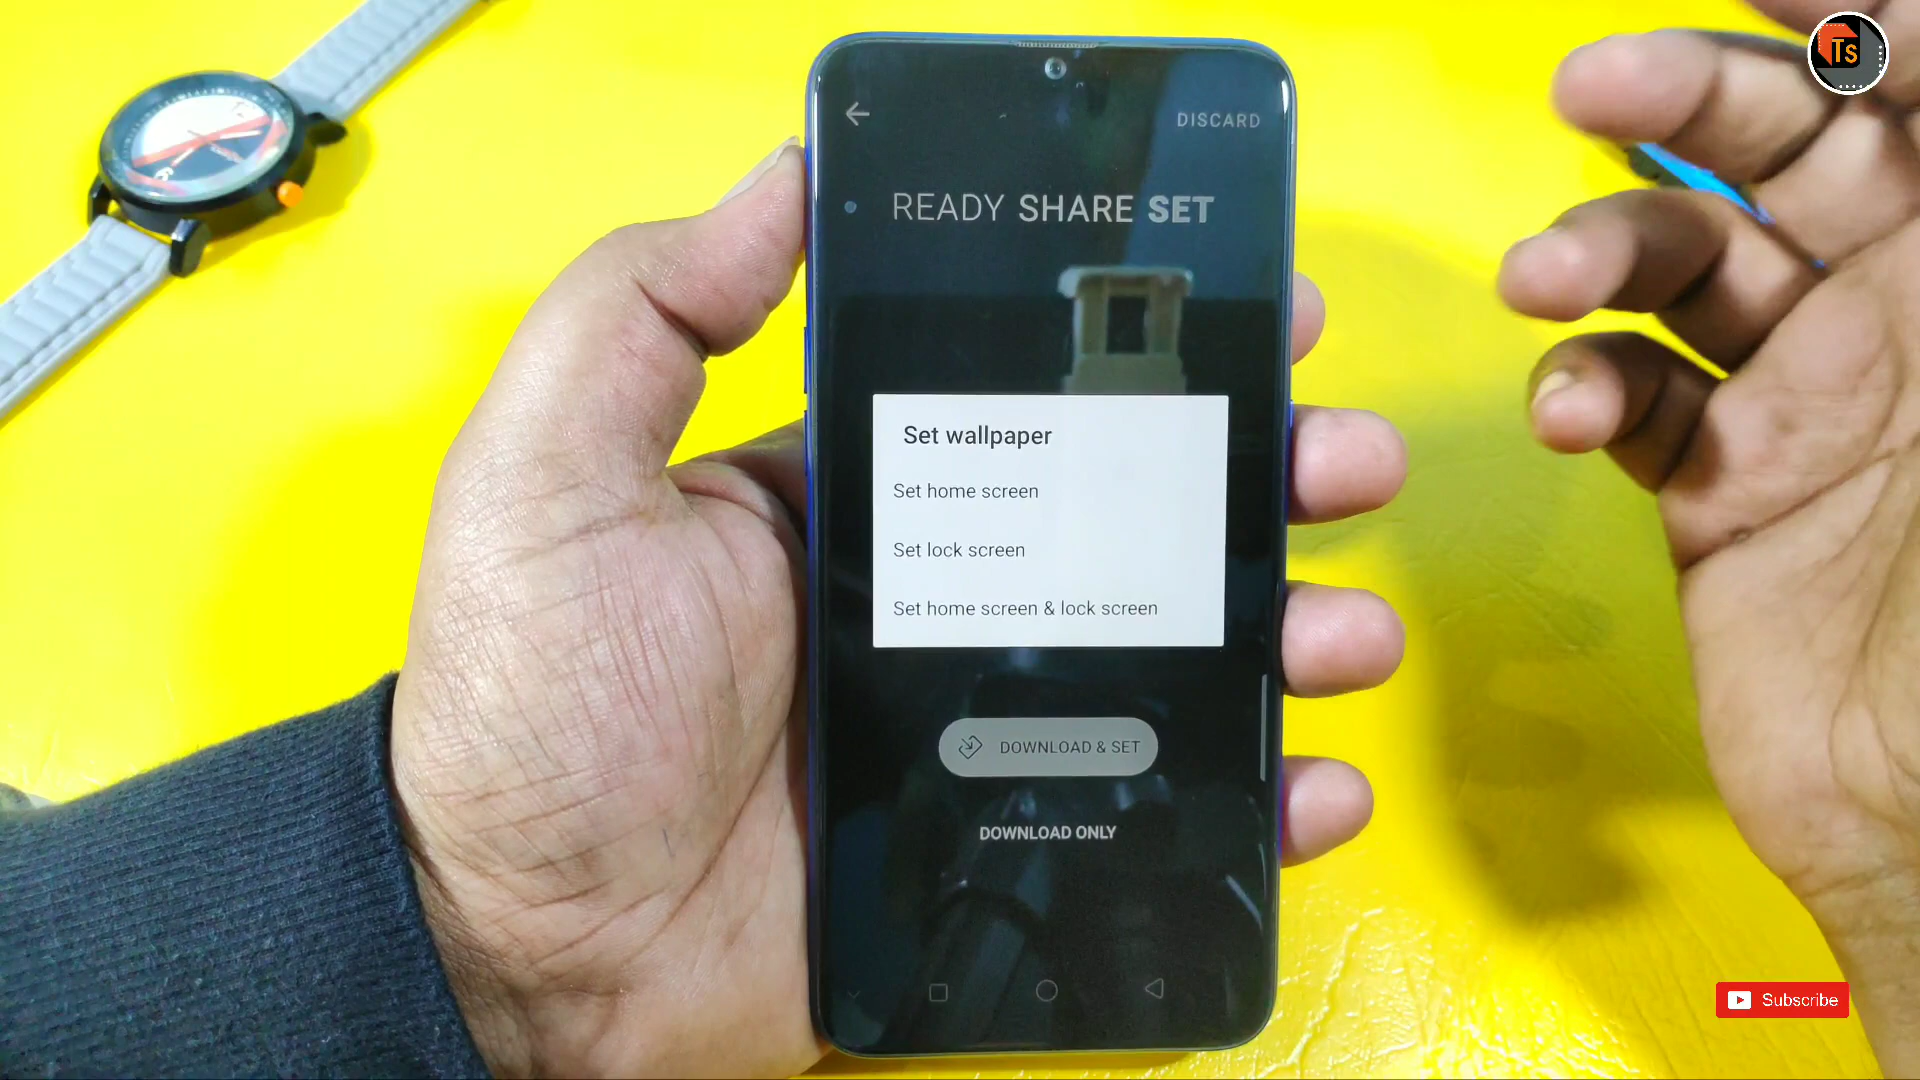 Ts
DISCARD
READY SHARE SET
Set wallpaper
Set home screen
Set lock screen
Set home screen & lock screen
DOWNLOAD & SET
DOWNLOAD ONLY
Subscribe